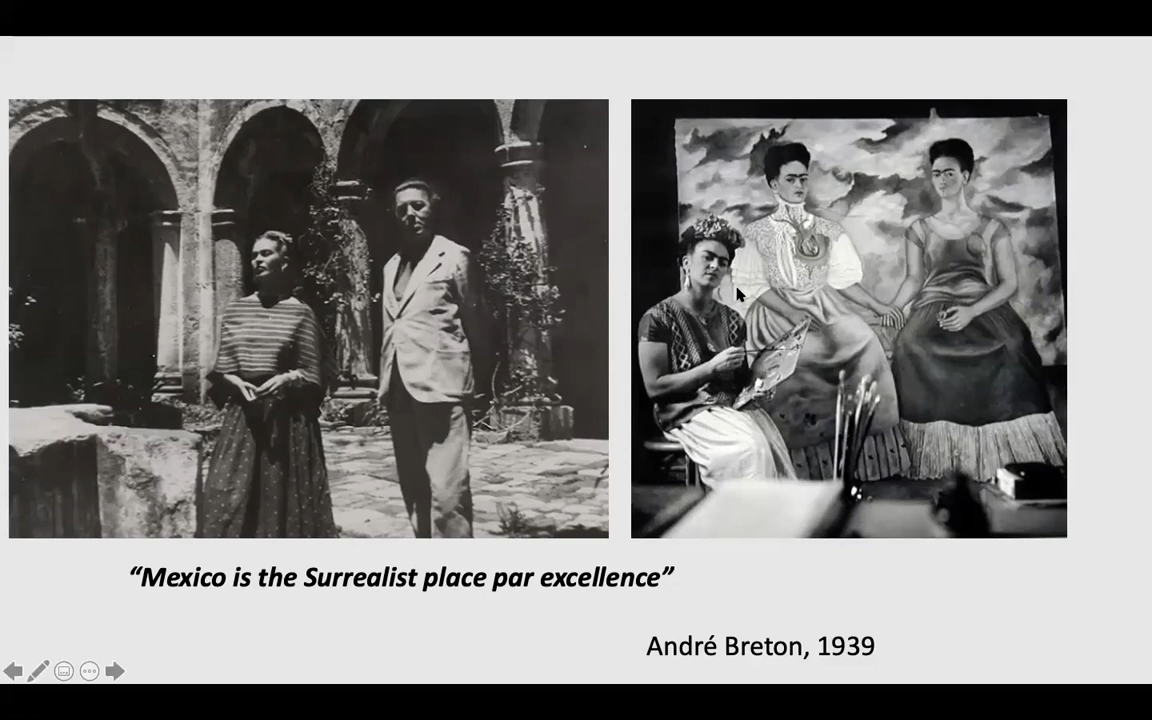 “Mexico is the Surrealist place par excellence”
André Breton, 1939